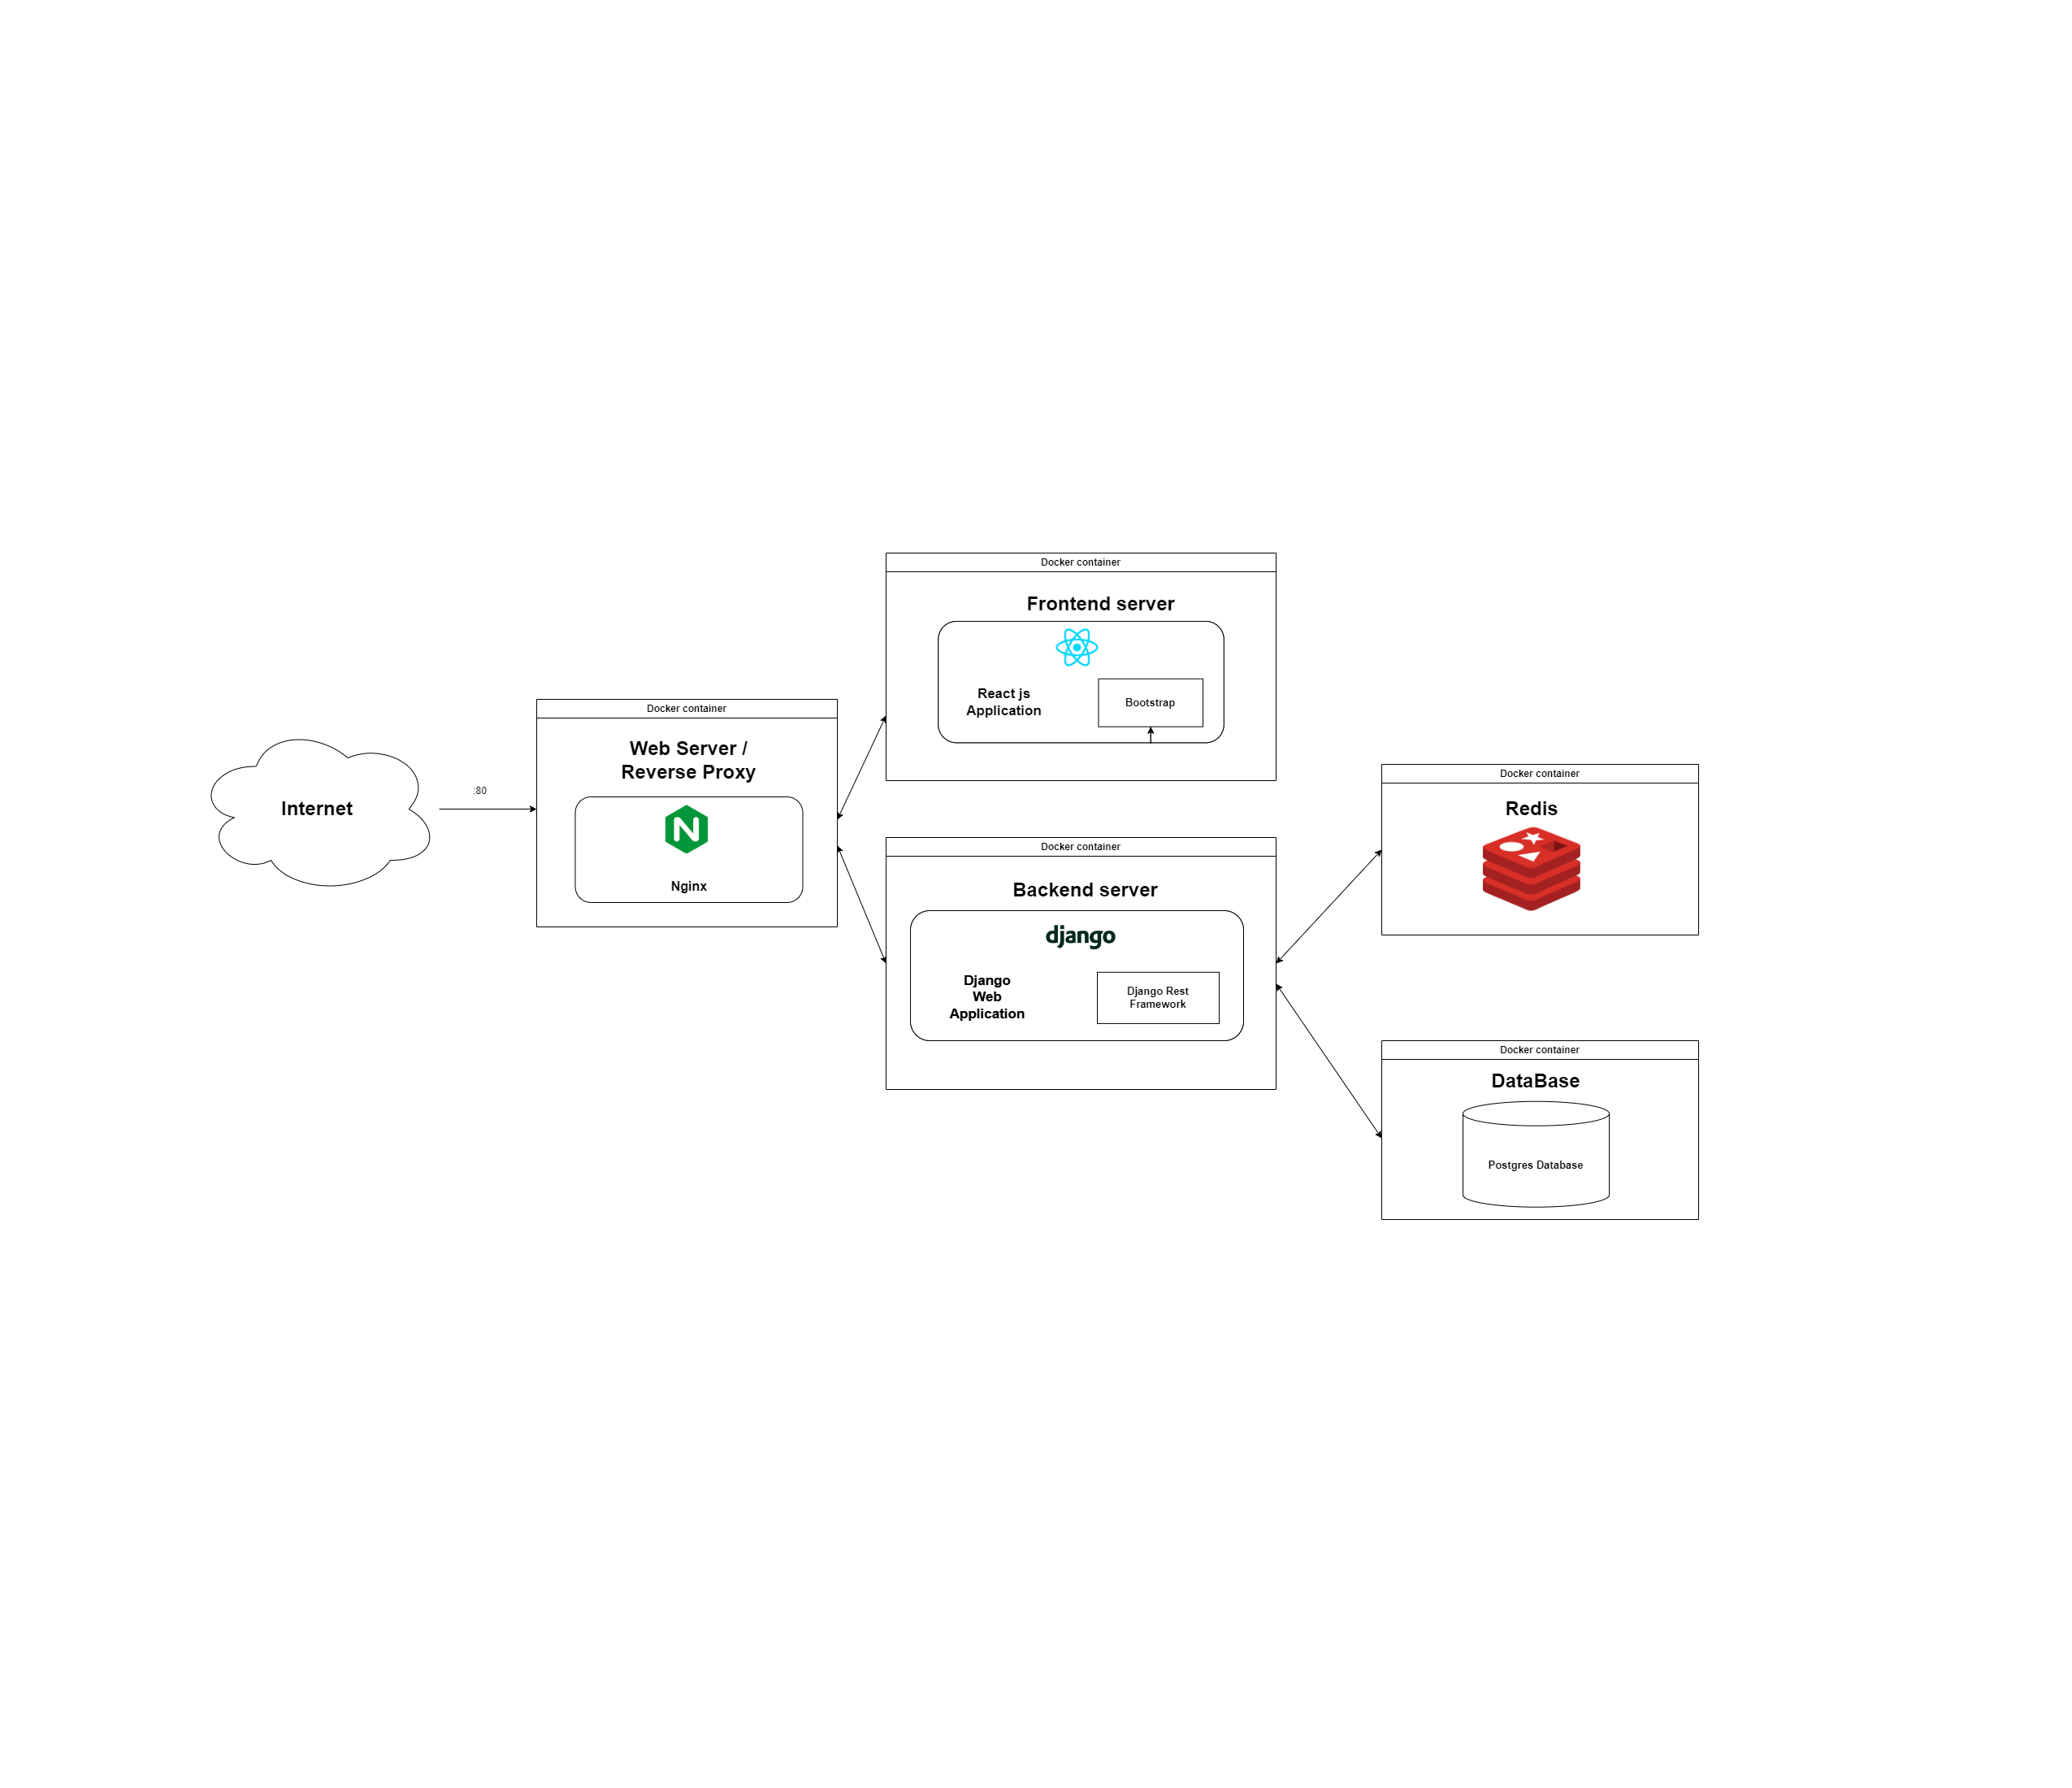 Internet
:80
Docker container
Web Server /
Reverse Proxy
Nginx
Docker container
Frontend server
React js
Application
Bootstrap
Docker container
Backend server
django
Django
Web
Application
Django Rest
Framework
Docker container
Redis
Docker container
DataBase
Postgres Database